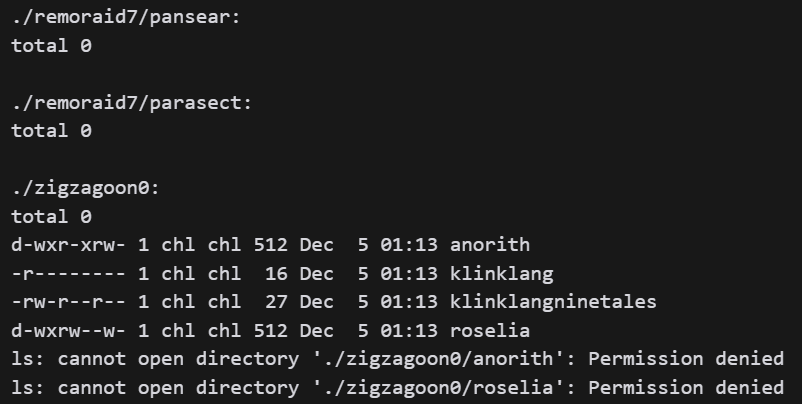 ./remoraid7/pansear:
total 0
./remoraid7/parasect:
total 0
./zigzagoon0:
total 0
d-wxr-xrw- 1 chl chl 512 Dec  5 01:13 anorith
-r-------- 1 chl chl  16 Dec  5 01:13 klinklang
-rw-r--r-- 1 chl chl  27 Dec  5 01:13 klinklangninetales
d-wxrw--w- 1 chl chl 512 Dec  5 01:13 roselia
ls: cannot open directory './zigzagoon0/anorith': Permission denied
ls: cannot open directory './zigzagoon0/roselia': Permission denied